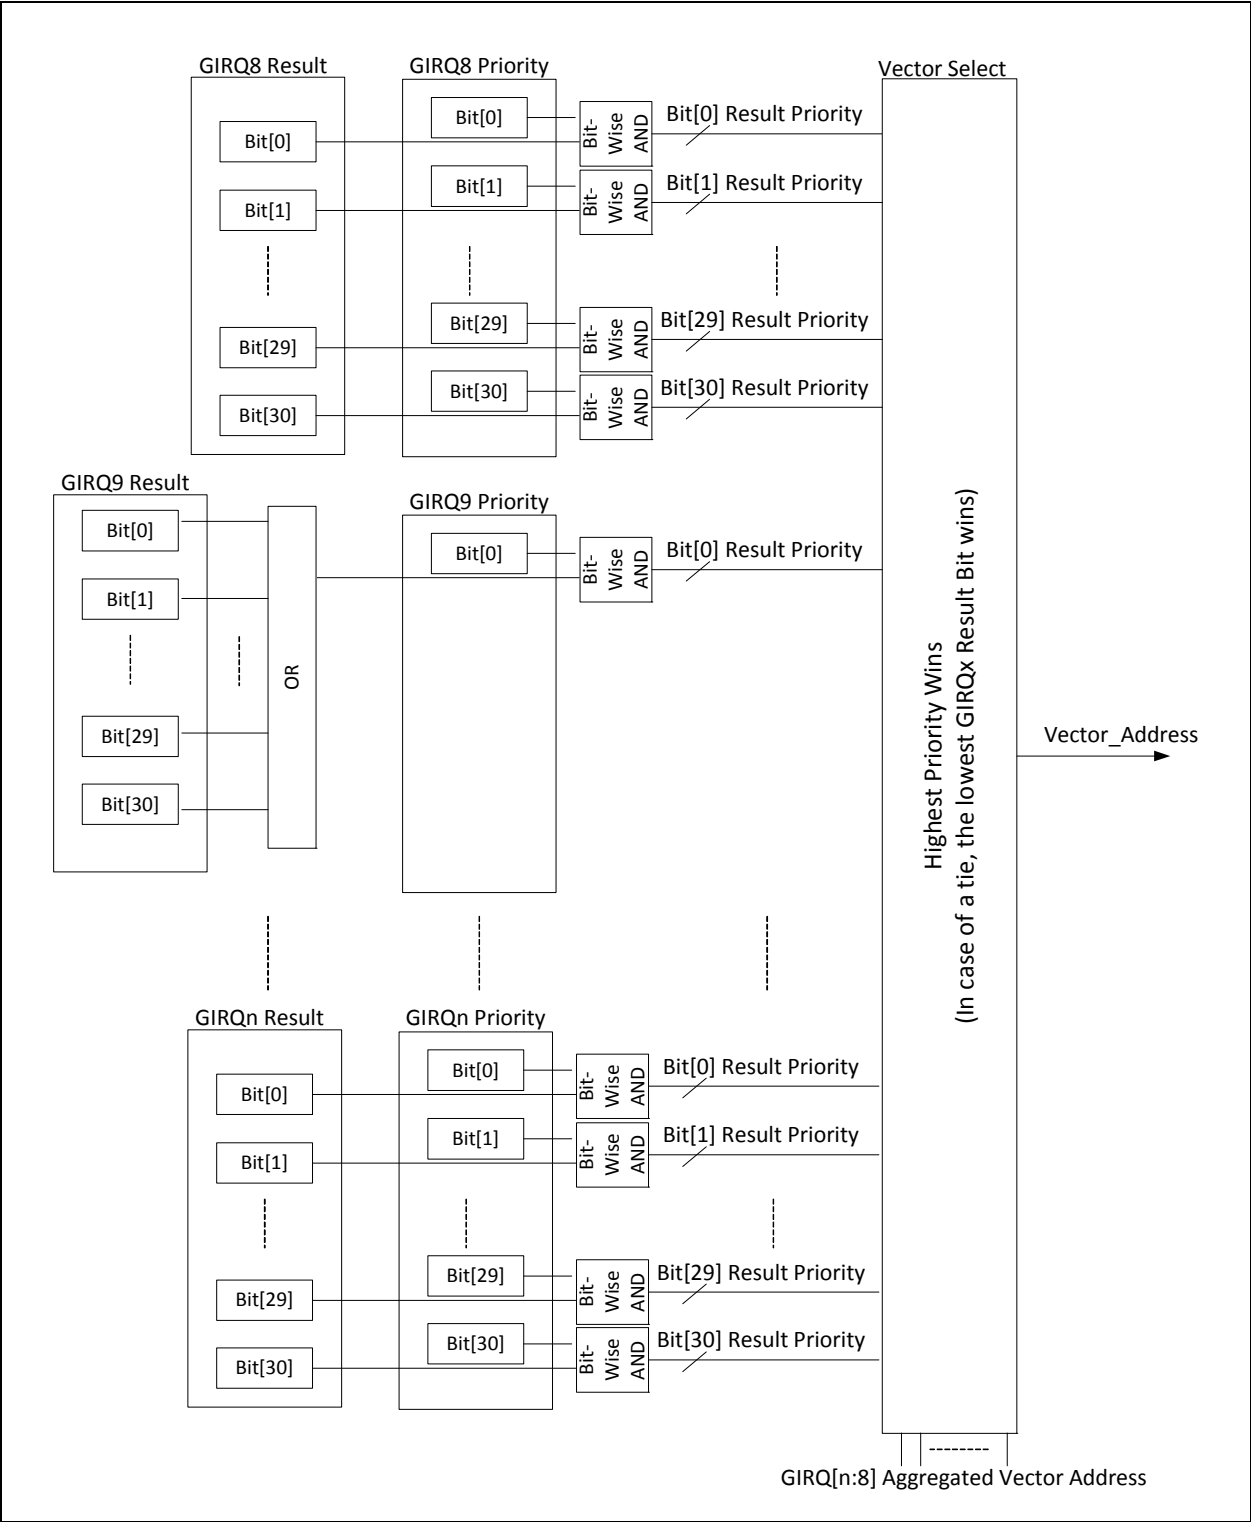 GIRQ8 Result
GIRQ8 Priority
Vector Select
Bit[0]
Bit[0]
Bit-
Wise
AND
Bit[0] Result Priority
Bit[1]
Bit[1]
Bit-
Wise
AND
Bit[1] Result Priority
Bit[29]
Bit[29]
Bit-
Wise
AND
Bit[29] Result Priority
Bit[30]
Bit[30]
Bit-
Wise
AND
Bit[30] Result Priority
GIRQ9 Result
GIRQ9 Priority
Bit[0]
Bit[1]
Bit[29]
Bit[30]
OR
Bit[0]
Bit-
Wise
AND
Bit[0] Result Priority
Highest Priority Wins
(In case of a tie, the lowest GIRQx Result Bit wins)
Vector_Address
GIRQn Result
GIRQn Priority
Bit[0]
Bit[0]
Bit-
Wise
AND
Bit[0] Result Priority
Bit[1]
Bit[1]
Bit-
Wise
AND
Bit[1] Result Priority
Bit[29]
Bit[29]
Bit-
Wise
AND
Bit[29] Result Priority
Bit[30]
Bit[30]
Bit-
Wise
AND
Bit[30] Result Priority
GIRQ[n:8] Aggregated Vector Address